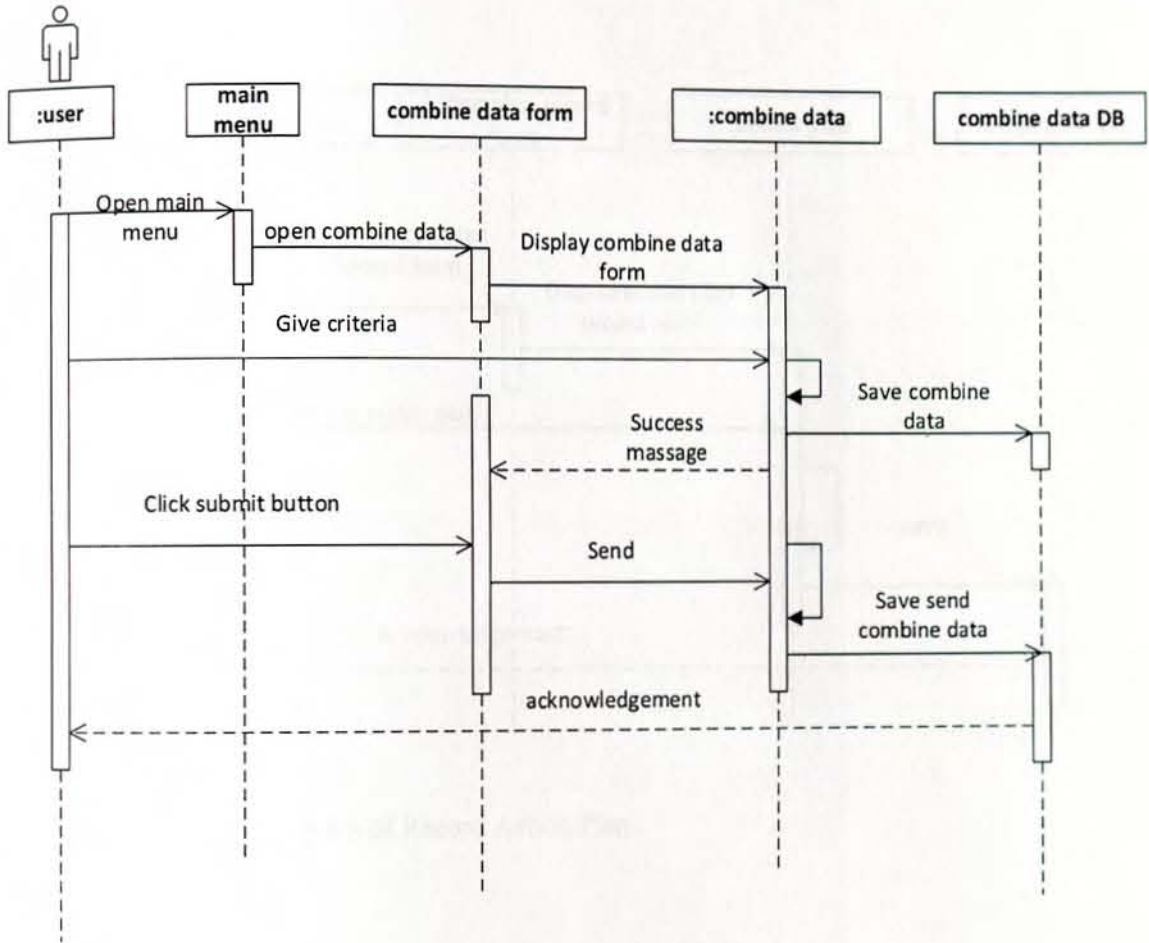 :user
main
menu
combine data form
:combine data
combine data DB
Open main
menu
open combine data
Display combine data
form
Give criteria
Save combine
data
Success
massage
Click submit button
Send
Save send
combine data
acknowledgement